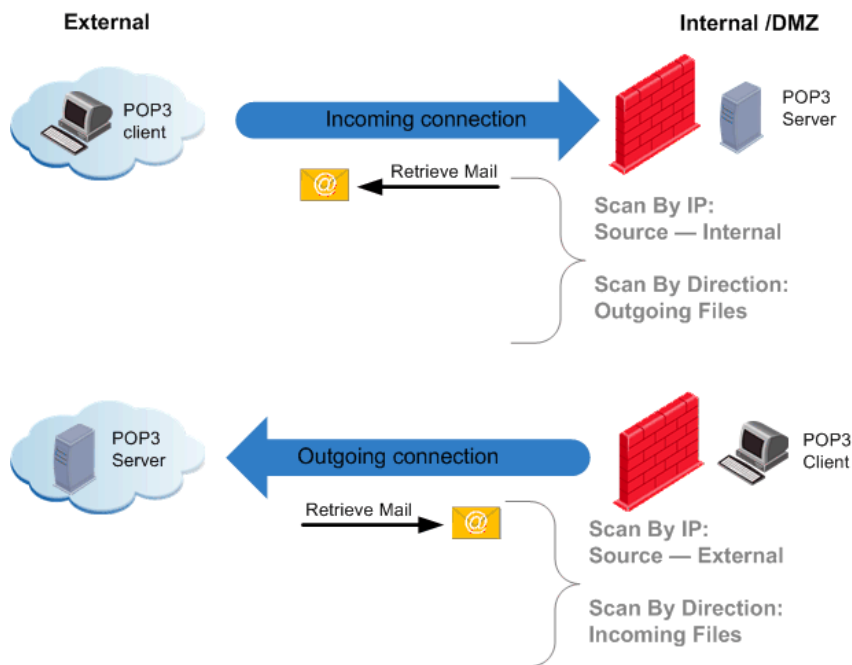 External
Internal /DMZ
POP3
client
Incoming connection
POP3
Server
Retrieve Mail
@
Scan By IP:
Source — Internal
Scan By Direction:
Outgoing Files
POP3
Server
Outgoing connection
POP3
Client
Retrieve Mail
@
Scan By IP:
Source — External
Scan By Direction:
Incoming Files